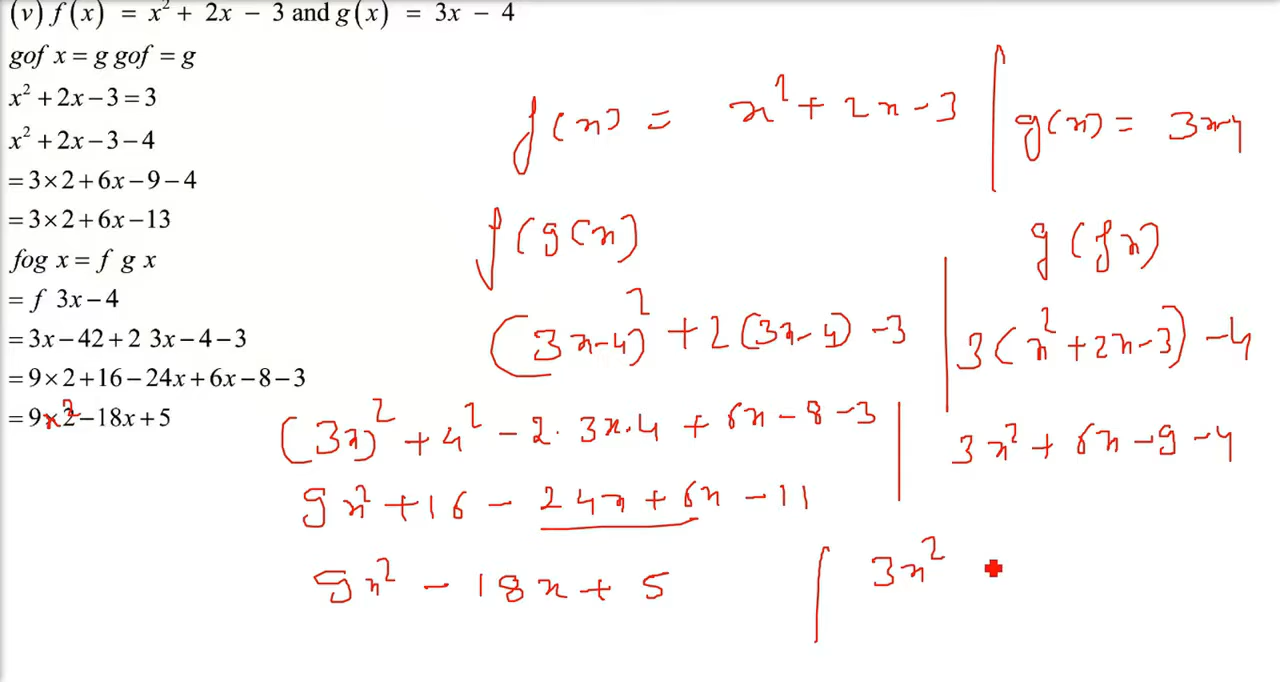 (v) f(x) = x² + 2x − 3 and g(x) = 3x − 4
gof x = g gof = g
x² + 2x − 3 = 3
x² + 2x − 3 − 4
= 3 × 2 + 6x − 9 − 4
= 3 × 2 + 6x − 13
fog x = f g x
= f 3x − 4
= 3x − 42 + 2 3x − 4 − 3
= 9 × 2 + 16 − 24x + 6x − 8 − 3
= 9x2 − 18x + 5
f(x) = x² + 2x − 3 | g(x) = 3x−4
f(g(x)
g(fx)
(3x−4)² + 2(3x−4) − 3 | 3(x² + 2x − 3) − 4
(3x)² + 4² − 2·3x·4 + 6x − 8 − 3 | 3x² + 6x − 9 − 4
9x² + 16 − 24x + 6x − 11
9x² − 18x + 5 | 3x²